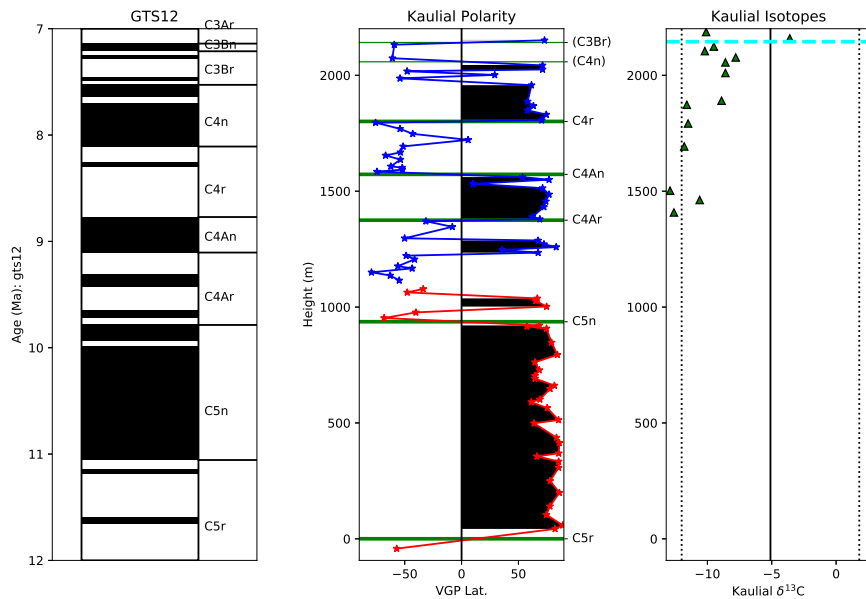 GTS12
Kaulial Polarity
Kaulial Isotopes
Age (Ma): gts12
7
8
9
10
11
12
C3Ar
C3Bn
C3Br
C4n
C4r
C4An
C4Ar
C5n
C5r
Height (m)
2000
1500
1000
500
0
−50
0
50
VGP Lat.
(C3Br)
(C4n)
C4r
C4An
C4Ar
C5n
C5r
2000
1500
1000
500
0
−10
−5
0
Kaulial δ¹³C